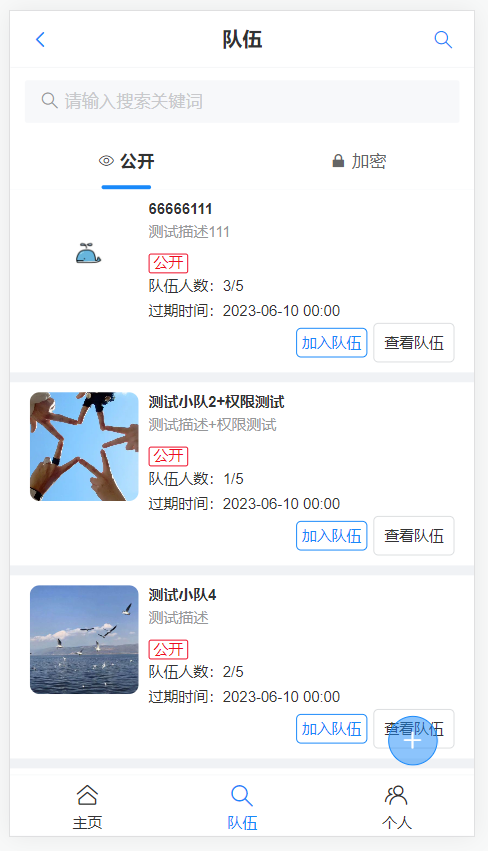 队伍
请输入搜索关键词
公开 加密
66666111
测试描述111
公开
队伍人数：3/5
过期时间：2023-06-10 00:00
加入队伍 查看队伍
测试小队2+权限测试
测试描述+权限测试
公开
队伍人数：1/5
过期时间：2023-06-10 00:00
加入队伍 查看队伍
测试小队4
测试描述
公开
队伍人数：2/5
过期时间：2023-06-10 00:00
加入队伍 查看队伍
主页 队伍 个人